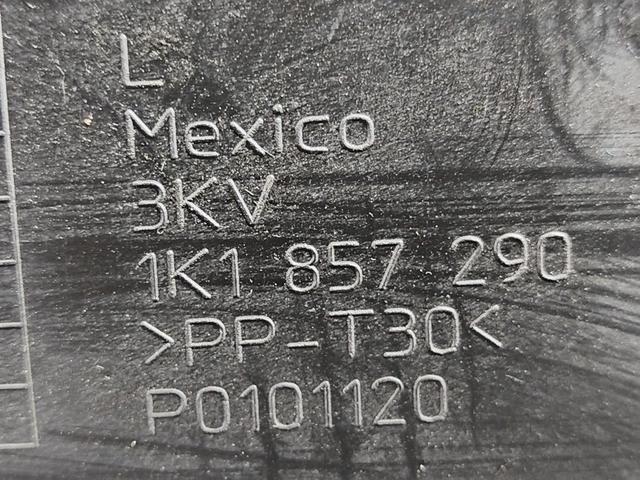 L
Mexico
3KV
1K1 857 290
>PP-T30<
P0101120